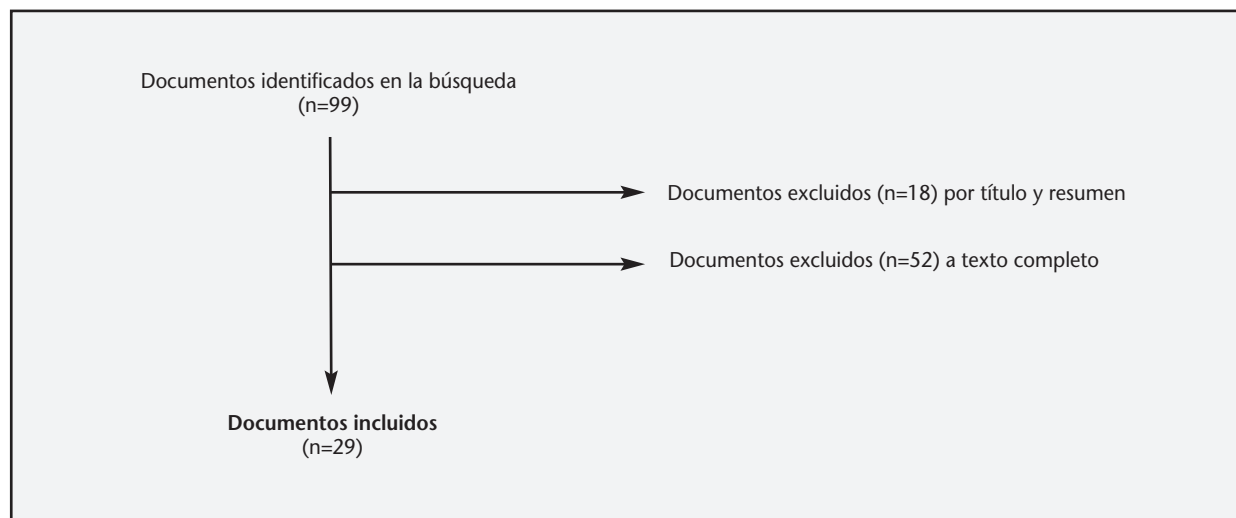 Documentos identificados en la búsqueda
(n=99)
Documentos excluidos (n=18) por título y resumen
Documentos excluidos (n=52) a texto completo
Documentos incluidos
(n=29)